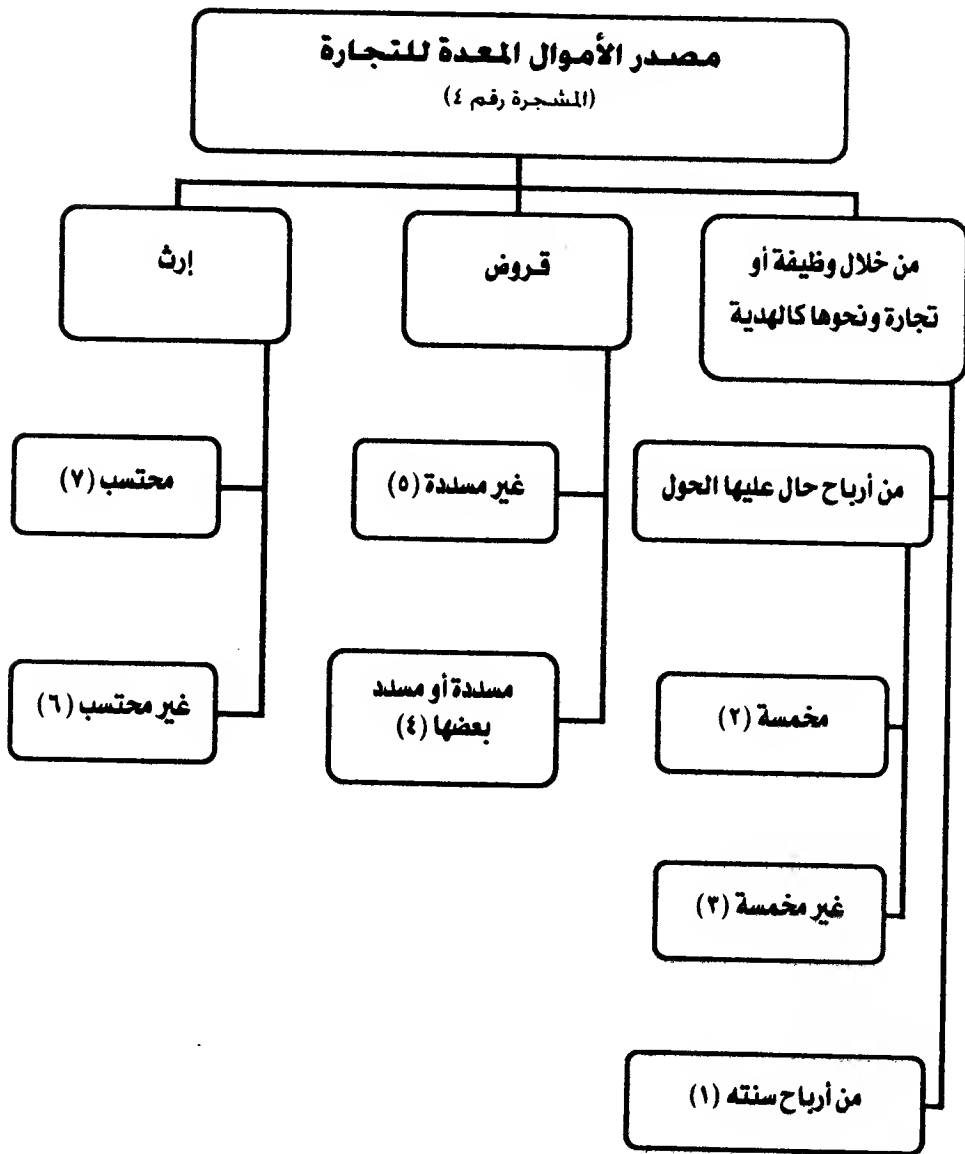 مصدر الأموال المعدة للتجارة
(المشجرة رقم ٤)
من خلال وظيفة أو
تجارة ونحوها كالهدية
قروض
إرث
من أرباح حال عليها الحول
غير مسددة (٥)
محتسب (٧)
مخمسة (٢)
مسددة أو مسدد
بعضها (٤)
غير محتسب (٦)
غير مخمسة (٣)
من أرباح سنته (١)